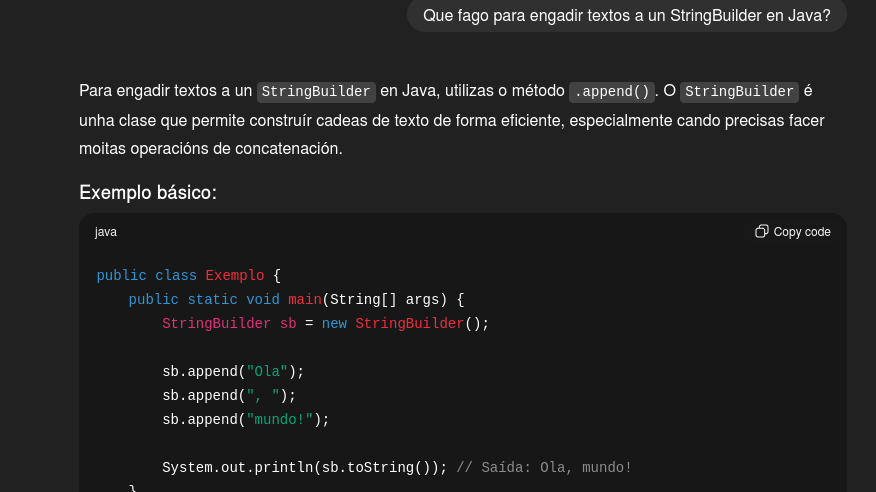 Que fago para engadir textos a un StringBuilder en Java?
Para engadir textos a un StringBuilder en Java, utilizas o método .append(). O StringBuilder é
unha clase que permite construír cadeas de texto de forma eficiente, especialmente cando precisas facer
moitas operacións de concatenación.
Exemplo básico:
java
Copy code
public class Exemplo {
    public static void main(String[] args) {
        StringBuilder sb = new StringBuilder();
        sb.append("Ola");
        sb.append(", ");
        sb.append("mundo!");
        System.out.println(sb.toString()); // Saída: Ola, mundo!
    }